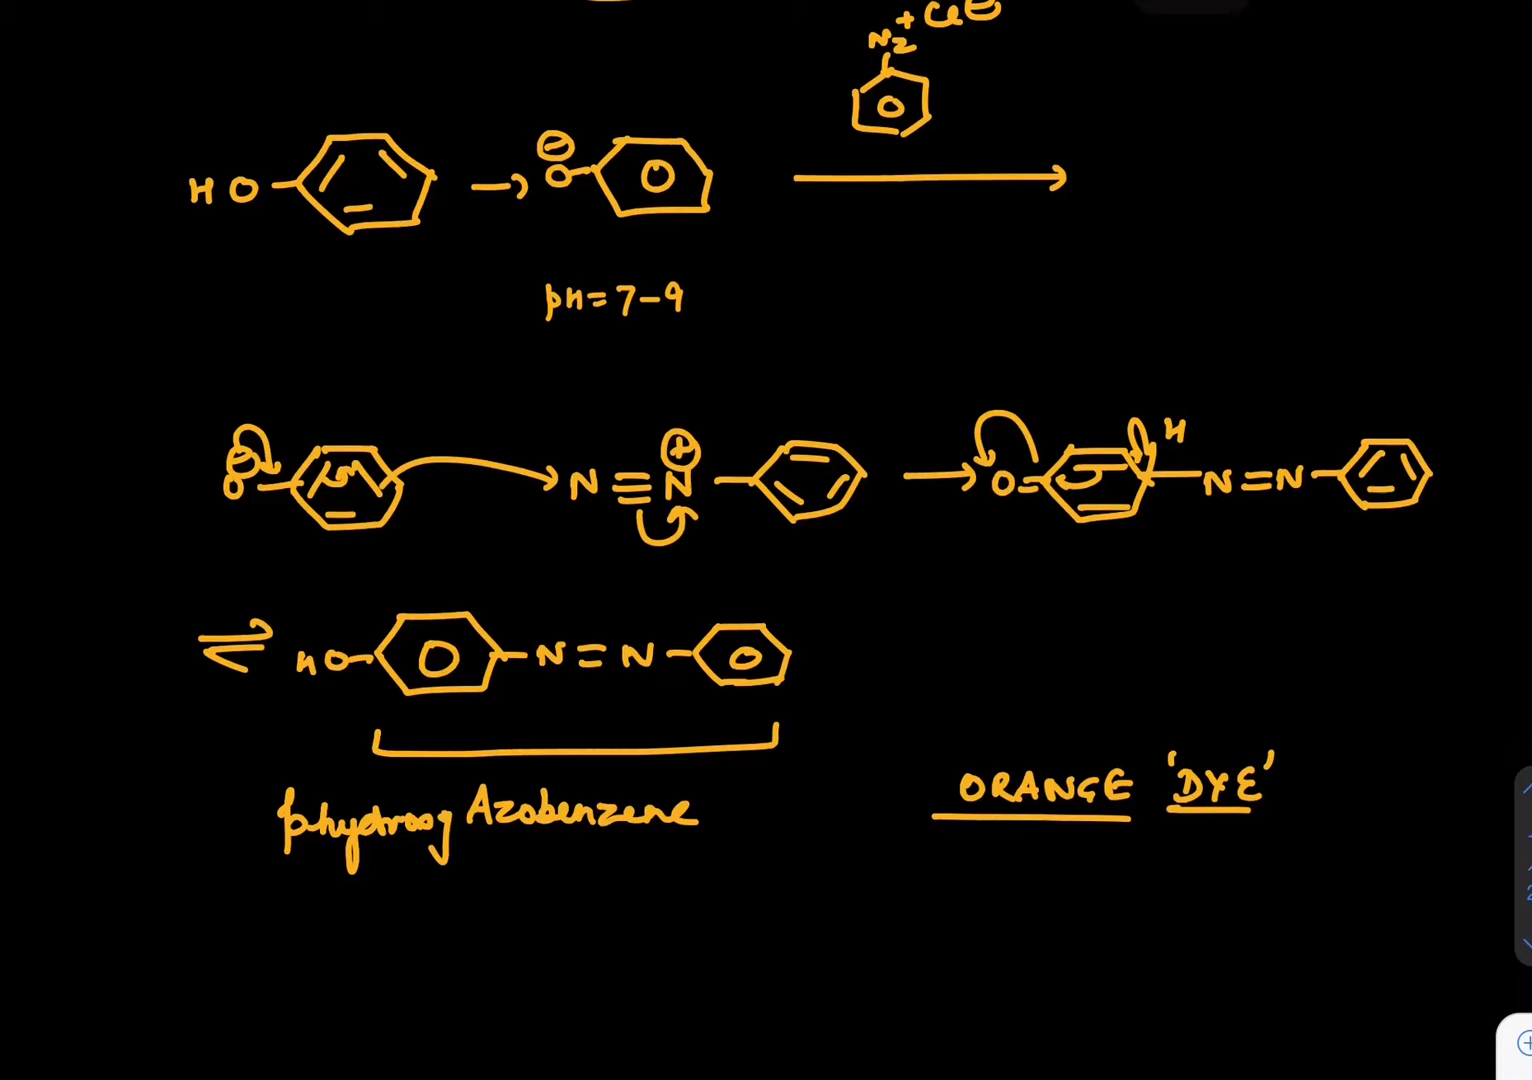 N2+ Cl⊖
HO → ⊖ O
pH = 7-9
⊖ O N ≡ N ⊕ → O = H N = N
⇌ HO N = N
p-hydroxy Azobenzene
ORANGE 'DYE'